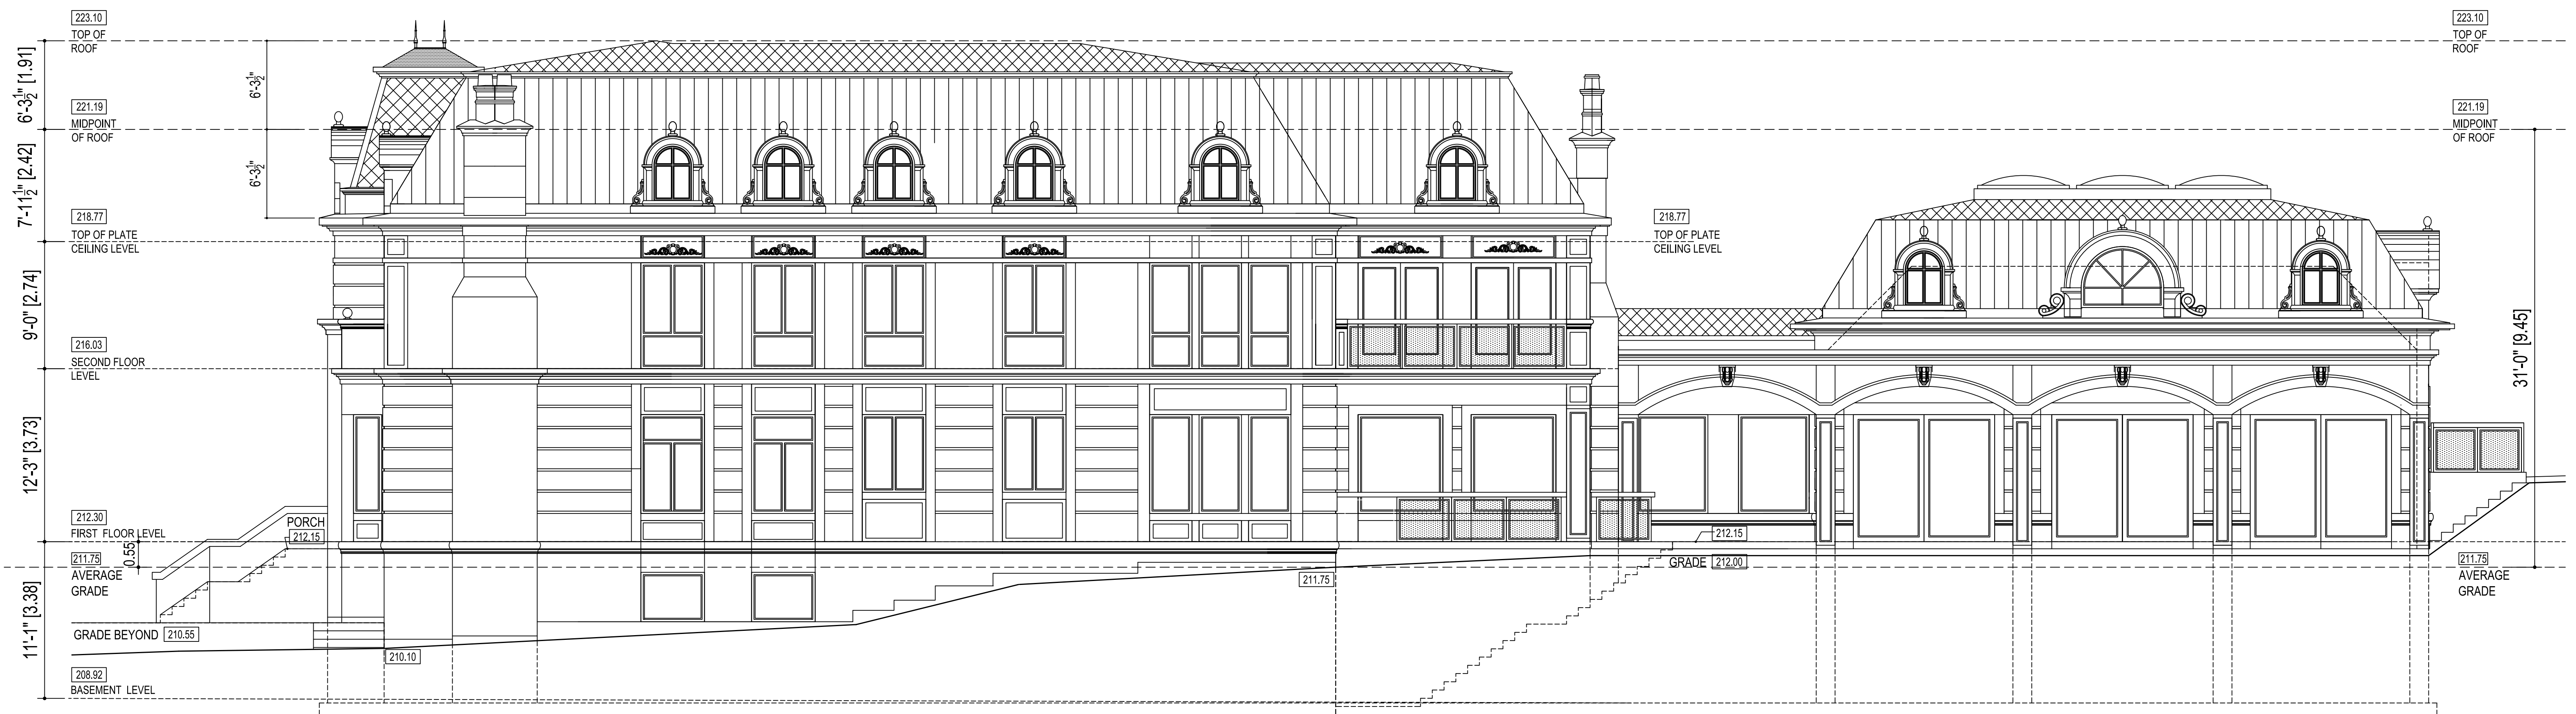 223.10
TOP OF
ROOF
6'-3½" [1.91]
6'-3½"
221.19
MIDPOINT
OF ROOF
7'-11½" [2.42]
6'-3½"
218.77
TOP OF PLATE
CEILING LEVEL
9'-0" [2.74]
216.03
SECOND FLOOR
LEVEL
12'-3" [3.73]
212.30
FIRST FLOOR LEVEL
PORCH
212.15
0.55
211.75
AVERAGE
GRADE
11'-1" [3.38]
GRADE BEYOND 210.55
210.10
208.92
BASEMENT LEVEL
211.75
218.77
TOP OF PLATE
CEILING LEVEL
212.15
GRADE 212.00
223.10
TOP OF
ROOF
221.19
MIDPOINT
OF ROOF
31'-0" [9.45]
211.75
AVERAGE
GRADE